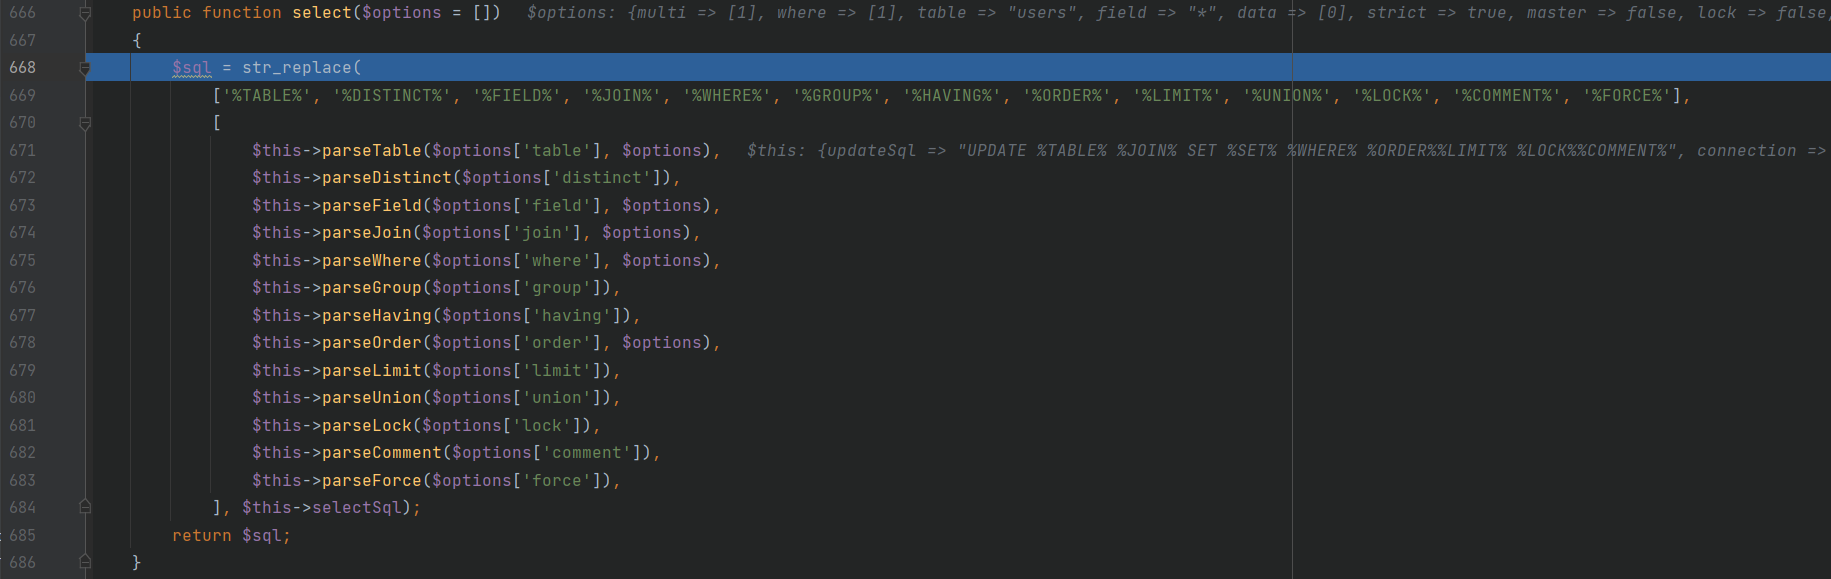 666 public function select($options = []) $options: {multi => [1], where => [1], table => "users", field => "*", data => [0], strict => true, master => false, lock => false,
667 {
668 $sql = str_replace(
669 ['%TABLE%', '%DISTINCT%', '%FIELD%', '%JOIN%', '%WHERE%', '%GROUP%', '%HAVING%', '%ORDER%', '%LIMIT%', '%UNION%', '%LOCK%', '%COMMENT%', '%FORCE%'],
670 [
671 $this->parseTable($options['table'], $options), $this: {updateSql => "UPDATE %TABLE% %JOIN% SET %SET% %WHERE% %ORDER%%LIMIT% %LOCK%%COMMENT%", connection =>
672 $this->parseDistinct($options['distinct']),
673 $this->parseField($options['field'], $options),
674 $this->parseJoin($options['join'], $options),
675 $this->parseWhere($options['where'], $options),
676 $this->parseGroup($options['group']),
677 $this->parseHaving($options['having']),
678 $this->parseOrder($options['order'], $options),
679 $this->parseLimit($options['limit']),
680 $this->parseUnion($options['union']),
681 $this->parseLock($options['lock']),
682 $this->parseComment($options['comment']),
683 $this->parseForce($options['force']),
684 ], $this->selectSql);
685 return $sql;
686 }